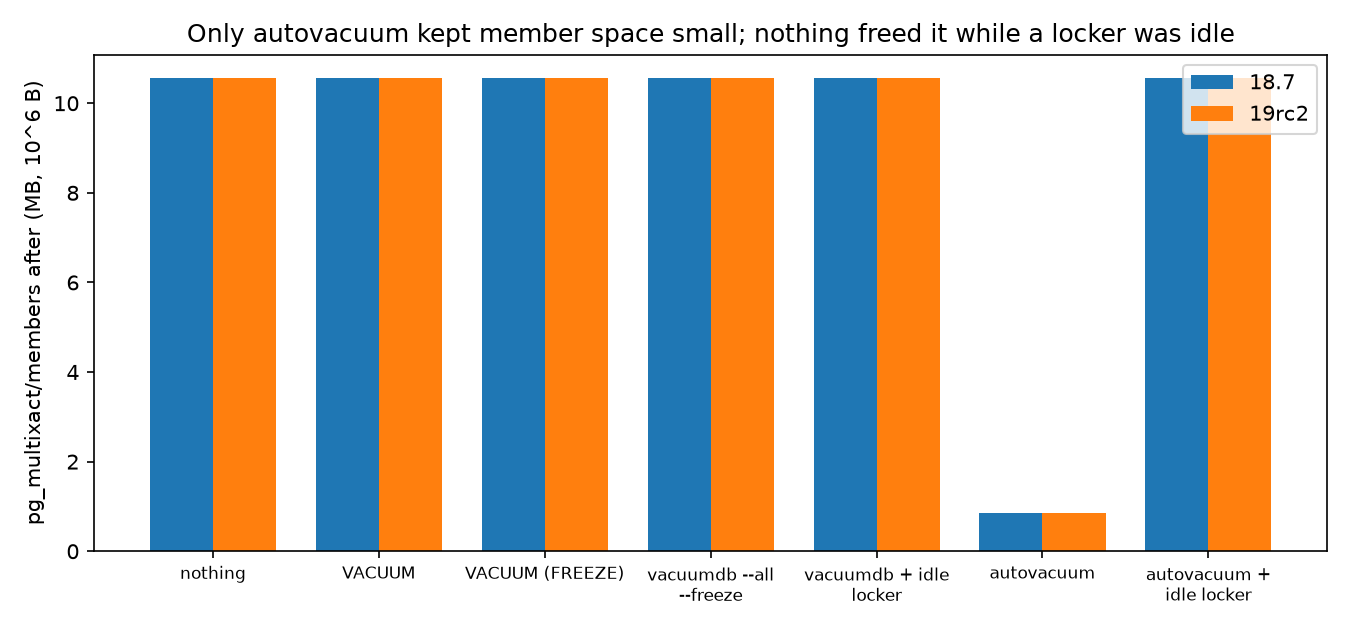 Only autovacuum kept member space small; nothing freed it while a locker was idle
pg_multixact/members after (MB, 10^6 B)
10
8
6
4
2
0
18.7
19rc2
nothing
VACUUM
VACUUM (FREEZE)
vacuumdb --all
--freeze
vacuumdb + idle
locker
autovacuum
autovacuum +
idle locker